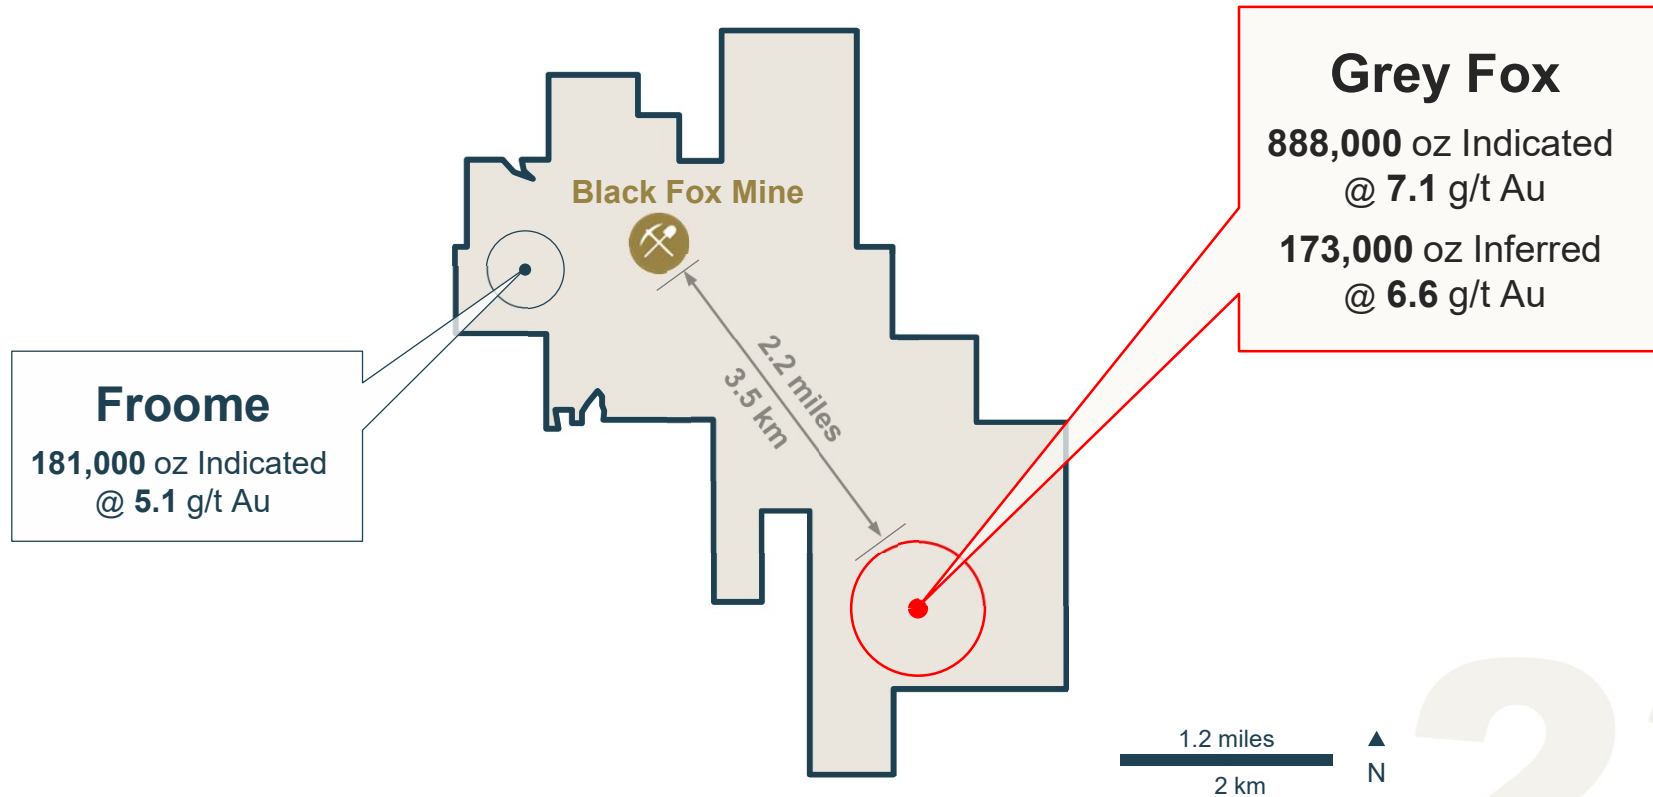 Grey Fox
888,000 oz Indicated
@ 7.1 g/t Au
173,000 oz Inferred
@ 6.6 g/t Au
Black Fox Mine
2.2 miles
3.5 km
Froome
181,000 oz Indicated
@ 5.1 g/t Au
1.2 miles
2 km
N